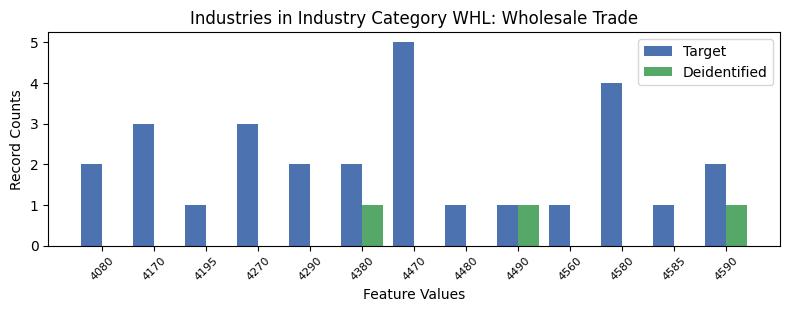 Industries in Industry Category WHL: Wholesale Trade
Record Counts
5
4
3
2
1
0
Target
Deidentified
4080 4170 4195 4270 4290 4380 4470 4480 4490 4560 4580 4585 4590
Feature Values